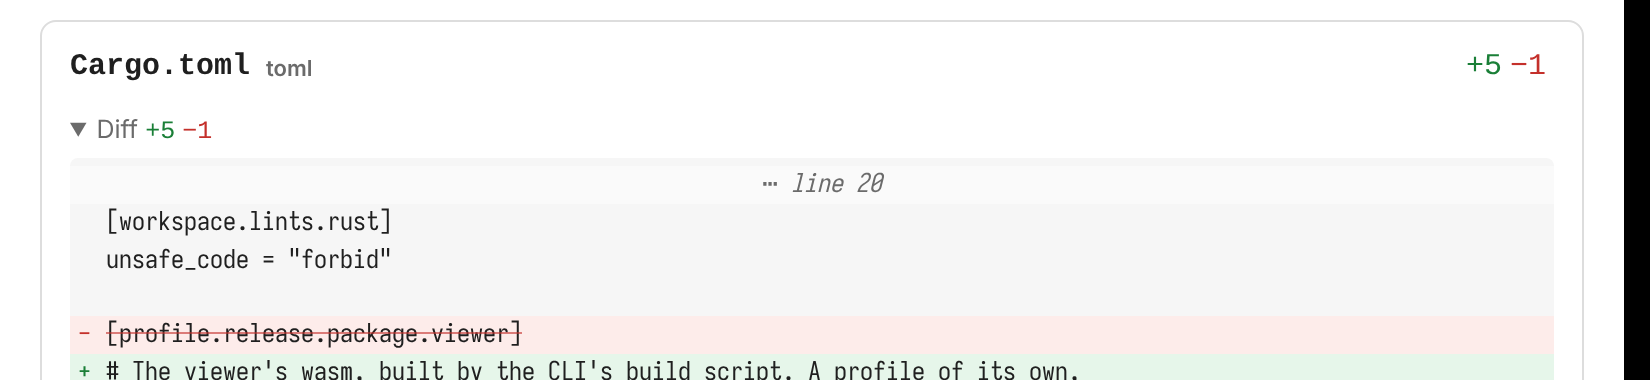 Cargo.toml toml +5 −1
▼ Diff +5 −1
⋯ line 20
[workspace.lints.rust]
unsafe_code = "forbid"
− [profile.release.package.viewer]
+ # The viewer's wasm, built by the CLI's build script. A profile of its own,